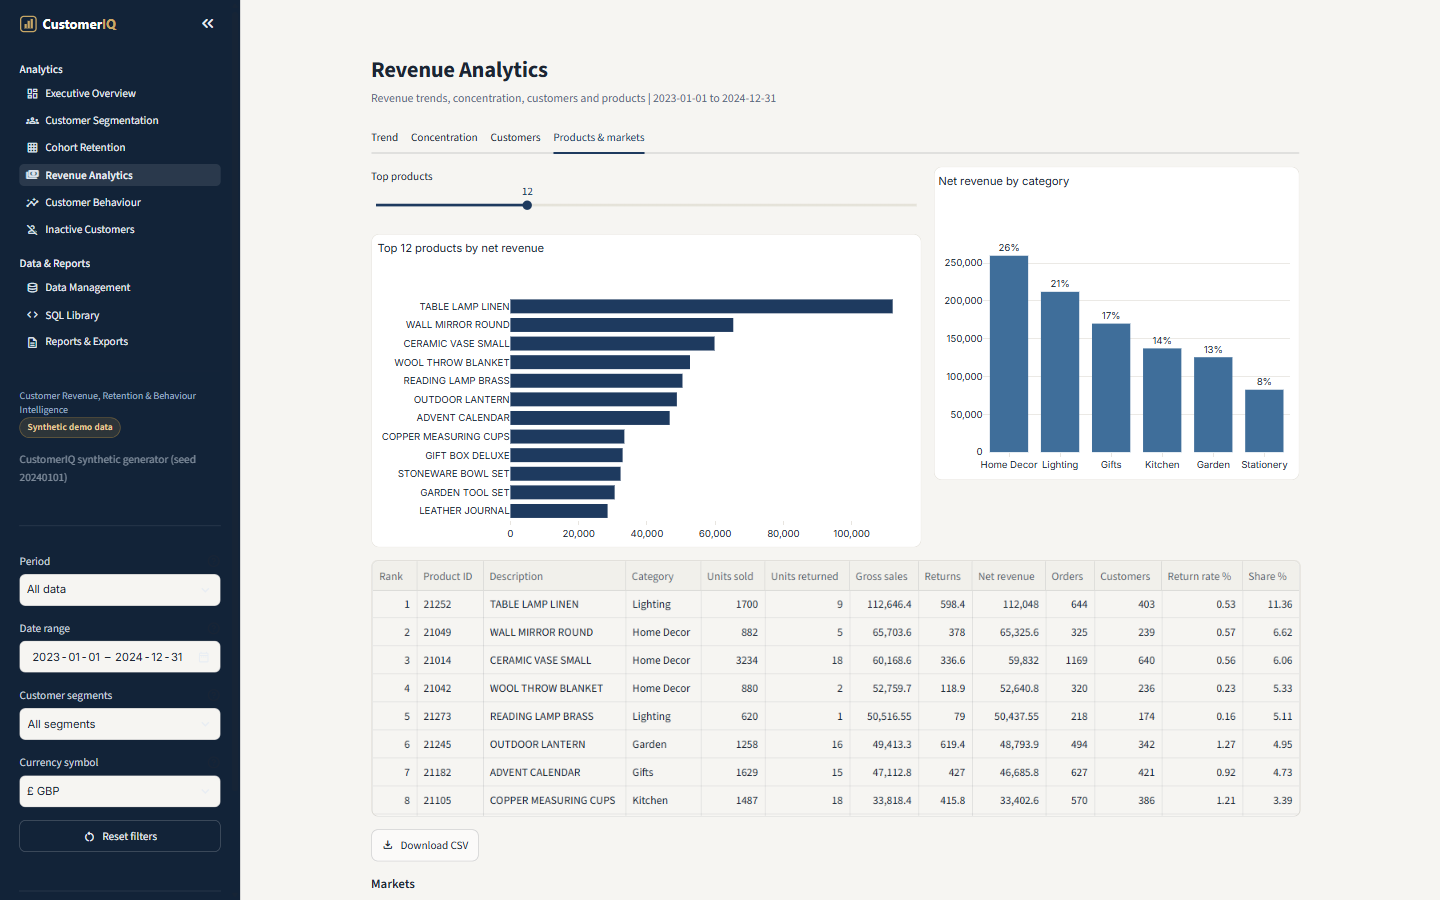 CustomerIQ
Analytics
Executive Overview
Customer Segmentation
Cohort Retention
Revenue Analytics
Customer Behaviour
Inactive Customers
Data & Reports
Data Management
SQL Library
Reports & Exports
Customer Revenue, Retention & Behaviour
Intelligence
Synthetic demo data
CustomerIQ synthetic generator (seed
20240101)
Period
All data
Date range
2023-01-01 – 2024-12-31
Customer segments
All segments
Currency symbol
£ GBP
Reset filters
Revenue Analytics
Revenue trends, concentration, customers and products | 2023-01-01 to 2024-12-31
Trend Concentration Customers Products & markets
Top products
12
Top 12 products by net revenue
TABLE LAMP LINEN
WALL MIRROR ROUND
CERAMIC VASE SMALL
WOOL THROW BLANKET
READING LAMP BRASS
OUTDOOR LANTERN
ADVENT CALENDAR
COPPER MEASURING CUPS
GIFT BOX DELUXE
STONEWARE BOWL SET
GARDEN TOOL SET
LEATHER JOURNAL
0 20,000 40,000 60,000 80,000 100,000
Net revenue by category
26%
21%
17%
14%
13%
8%
250,000
200,000
150,000
100,000
50,000
0
Home Decor Lighting Gifts Kitchen Garden Stationery
Rank Product ID Description Category Units sold Units returned Gross sales Returns Net revenue Orders Customers Return rate % Share %
1 21252 TABLE LAMP LINEN Lighting 1700 9 112,646.4 598.4 112,048 644 403 0.53 11.36
2 21049 WALL MIRROR ROUND Home Decor 882 5 65,703.6 378 65,325.6 325 239 0.57 6.62
3 21014 CERAMIC VASE SMALL Home Decor 3234 18 60,168.6 336.6 59,832 1169 640 0.56 6.06
4 21042 WOOL THROW BLANKET Home Decor 880 2 52,759.7 118.9 52,640.8 320 236 0.23 5.33
5 21273 READING LAMP BRASS Lighting 620 1 50,516.55 79 50,437.55 218 174 0.16 5.11
6 21245 OUTDOOR LANTERN Garden 1258 16 49,413.3 619.4 48,793.9 494 342 1.27 4.95
7 21182 ADVENT CALENDAR Gifts 1629 15 47,112.8 427 46,685.8 627 421 0.92 4.73
8 21105 COPPER MEASURING CUPS Kitchen 1487 18 33,818.4 415.8 33,402.6 570 386 1.21 3.39
Download CSV
Markets